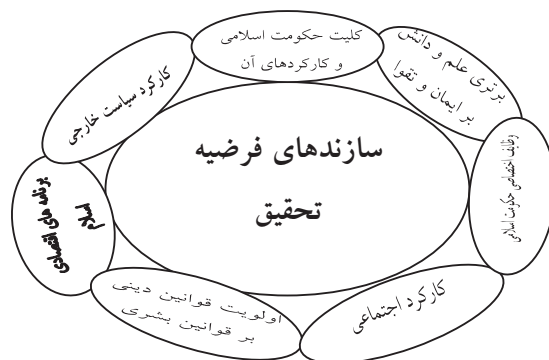 سازندهای فرضیه
تحقیق
کلیت حکومت اسلامی
و کارکردهای آن
برتری علم و دانش
بر ایمان و تقوا
وظایف اختصاصی حکومت اسلامی
کارکرد اجتماعی
اولویت قوانین دینی
بر قوانین بشری
برنامه های اقتصادی
اسلام
کارکرد سیاست خارجی